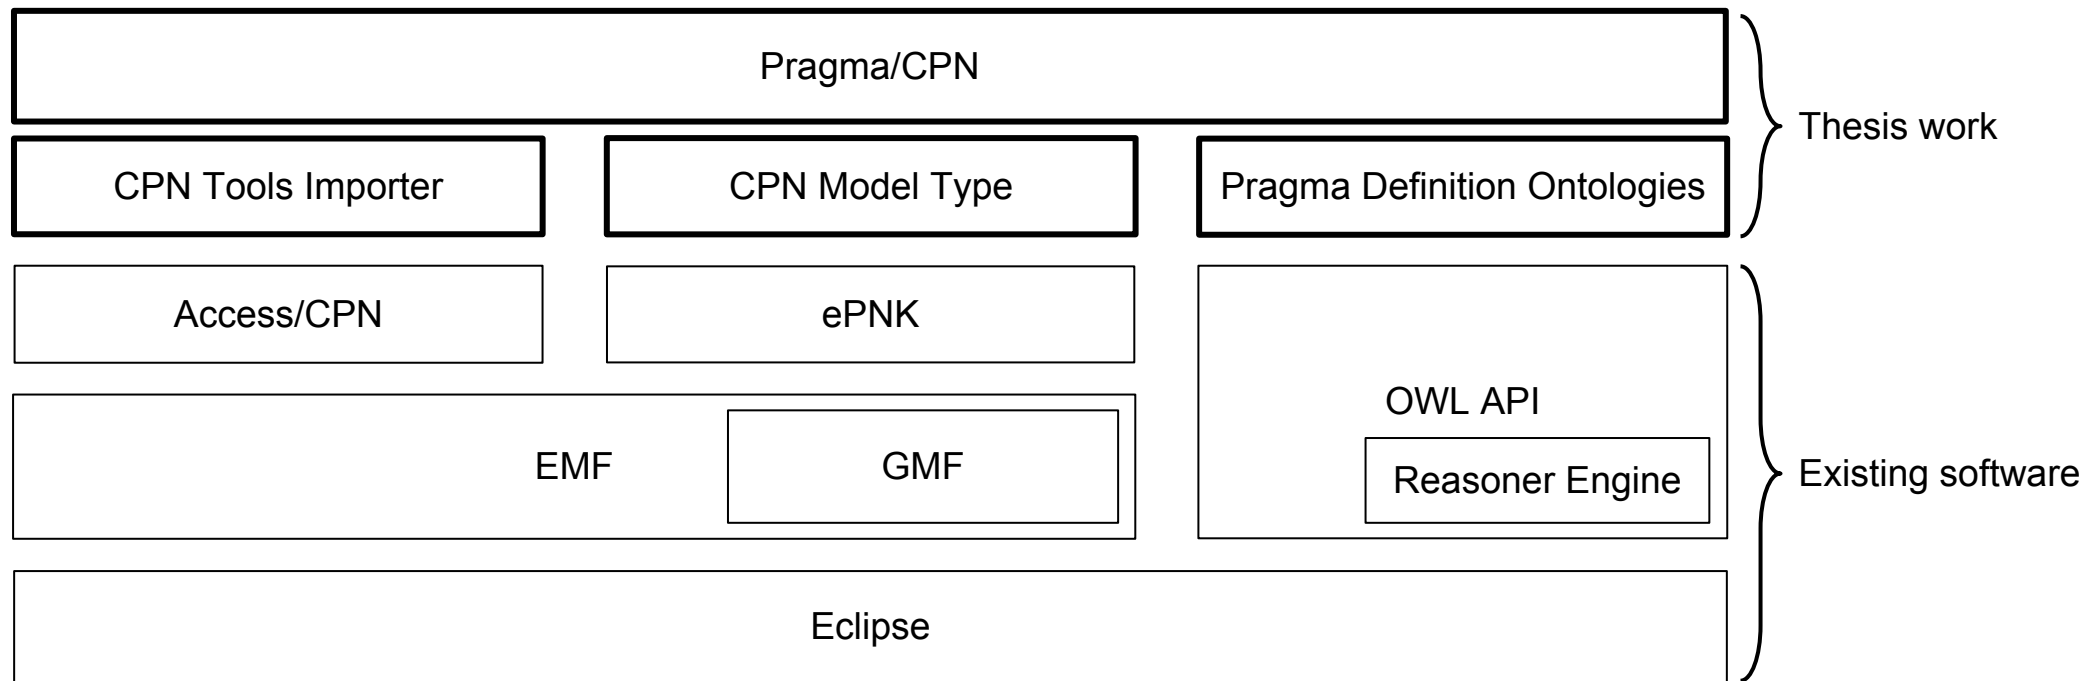 Pragma/CPN
Thesis work
CPN Tools Importer
CPN Model Type
Pragma Definition Ontologies
Access/CPN
ePNK
OWL API
EMF
GMF
Reasoner Engine
Existing software
Eclipse